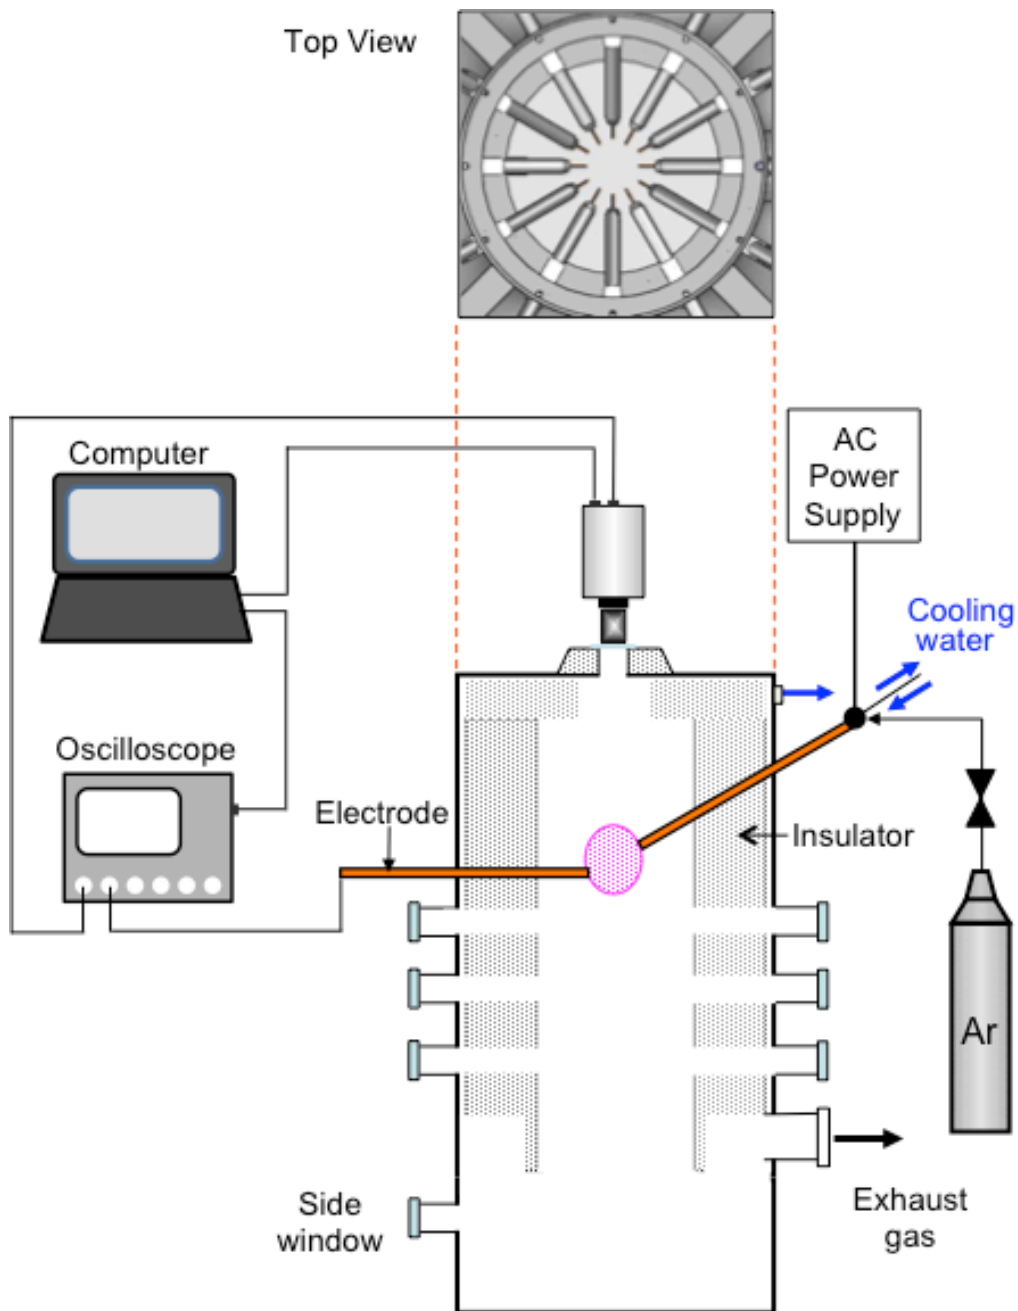 Top View
Computer
AC
Power
Supply
Cooling
water
Oscilloscope
Electrode
Insulator
Ar
Side
window
Exhaust
gas